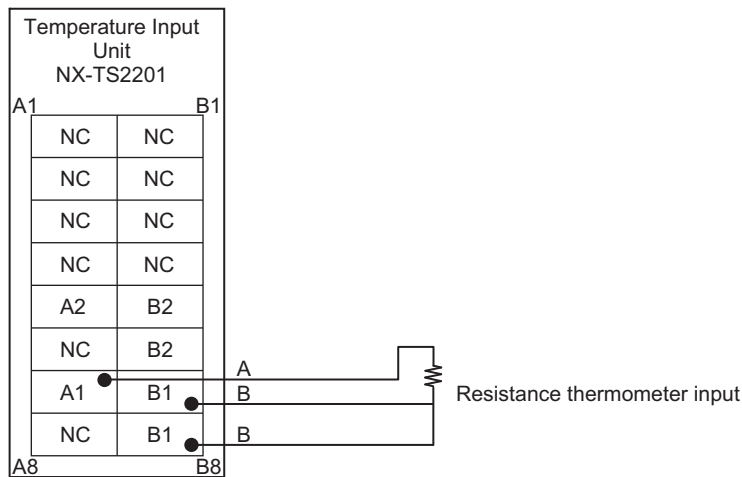 Temperature Input
Unit
NX-TS2201
A1 B1
NC NC
NC NC
NC NC
NC NC
A2 B2
NC B2
A
A1 B1 B Resistance thermometer input
NC B1 B
A8 B8